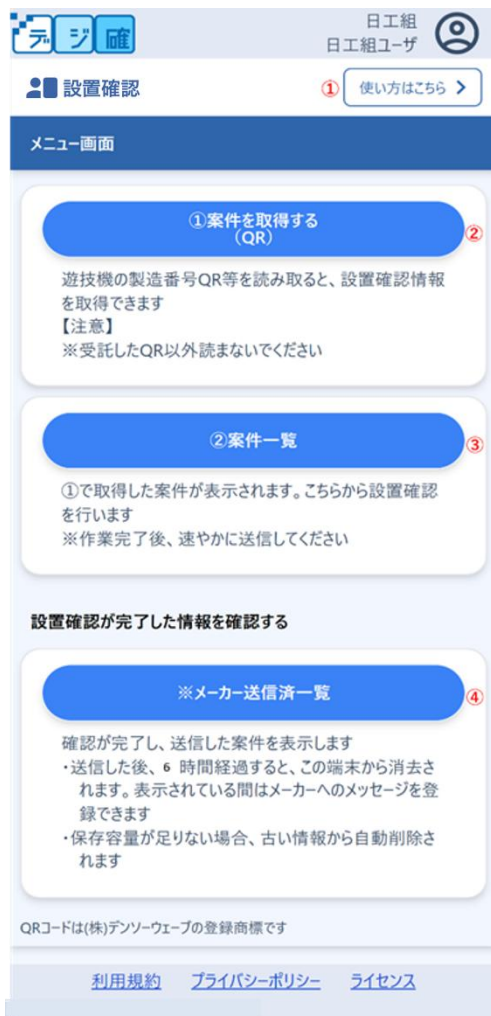 デジ確
日工組
日工組ユーザ
設置確認
① 使い方はこちら
メニュー画面
①案件を取得する
(QR)
②
遊技機の製造番号QR等を読み取ると、設置確認情報
を取得できます
【注意】
※受託したQR以外読まないでください
②案件一覧
③
①で取得した案件が表示されます。こちらから設置確認
を行います
※作業完了後、速やかに送信してください
設置確認が完了した情報を確認する
※メーカー送信済一覧
④
確認が完了し、送信した案件を表示します
・送信した後、6 時間経過すると、この端末から消去さ
れます。表示されている間はメーカーへのメッセージを登
録できます
・保存容量が足りない場合、古い情報から自動削除さ
れます
QRコードは(株)デンソーウェーブの登録商標です
利用規約 プライバシーポリシー ライセンス